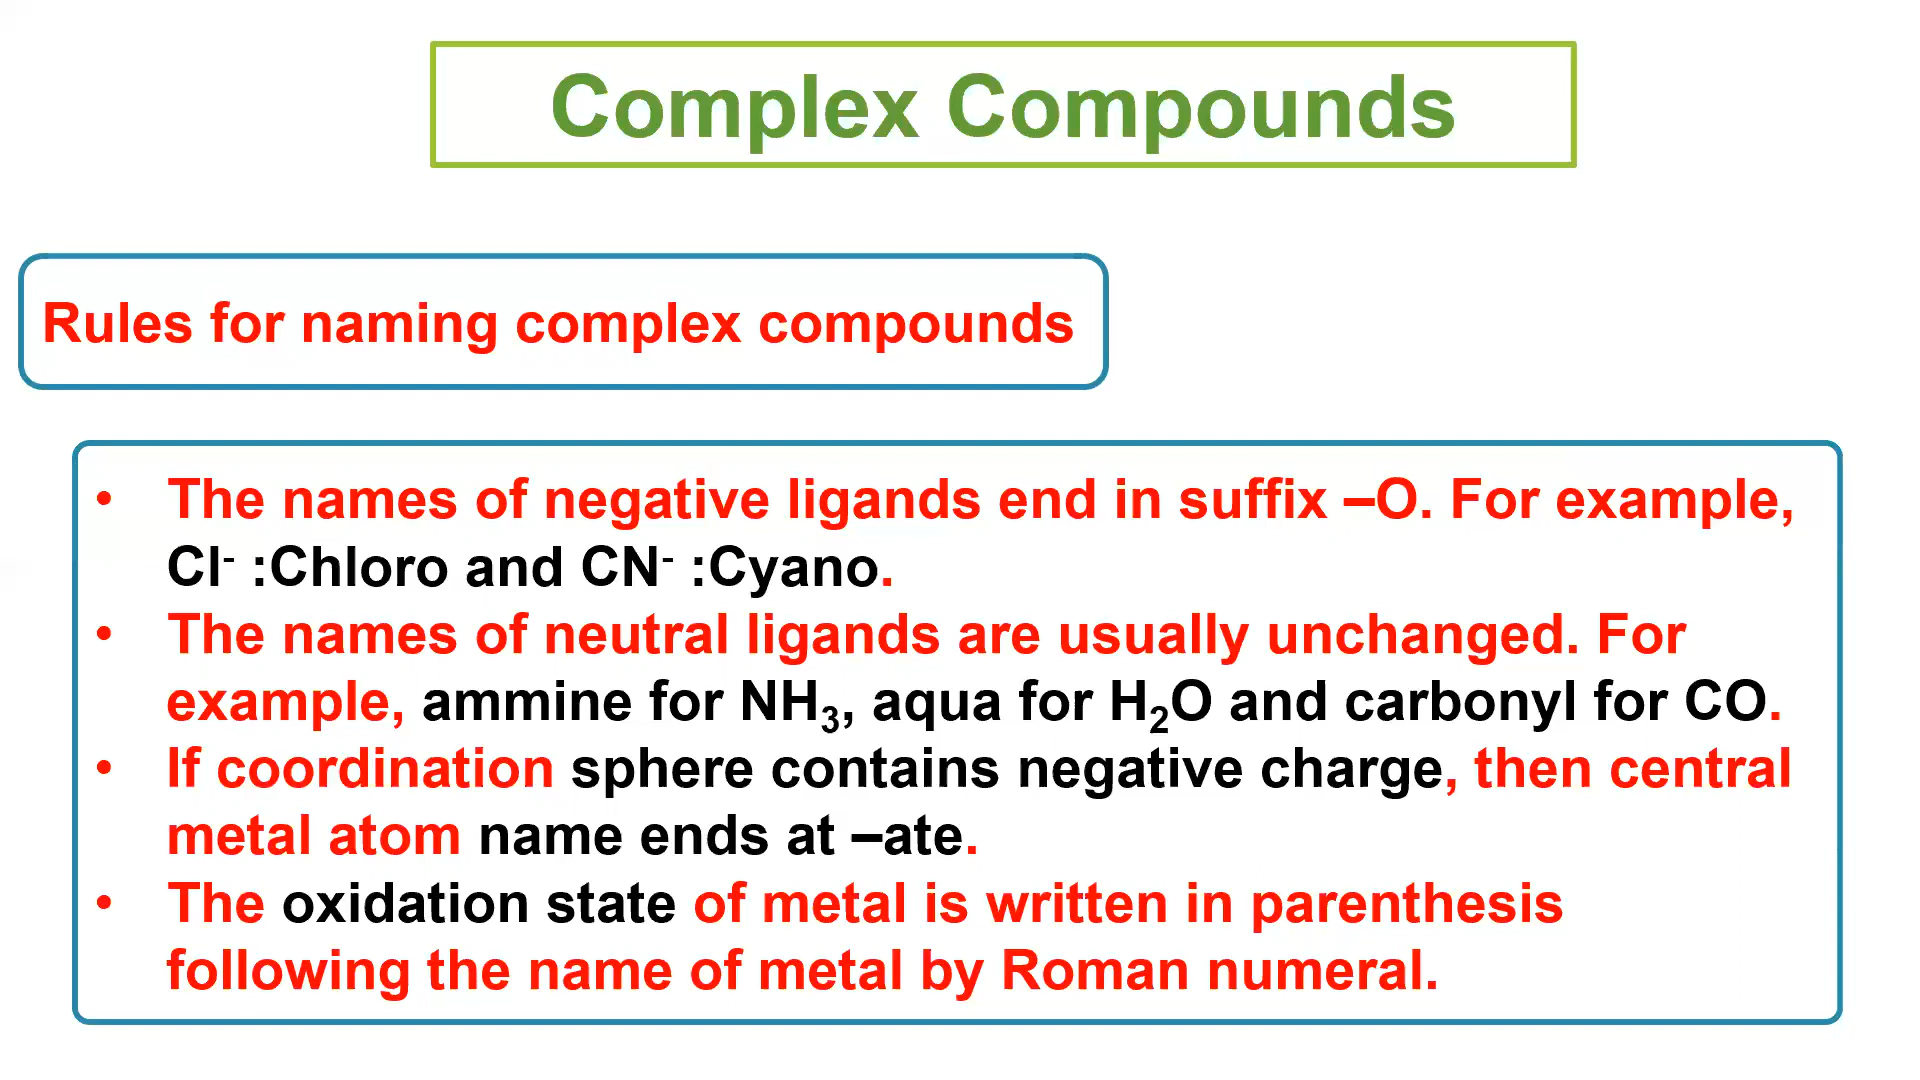 Complex Compounds
Rules for naming complex compounds
• The names of negative ligands end in suffix –O. For example,
Cl⁻ :Chloro and CN⁻ :Cyano.
• The names of neutral ligands are usually unchanged. For
example, ammine for NH₃, aqua for H₂O and carbonyl for CO.
• If coordination sphere contains negative charge, then central
metal atom name ends at –ate.
• The oxidation state of metal is written in parenthesis
following the name of metal by Roman numeral.